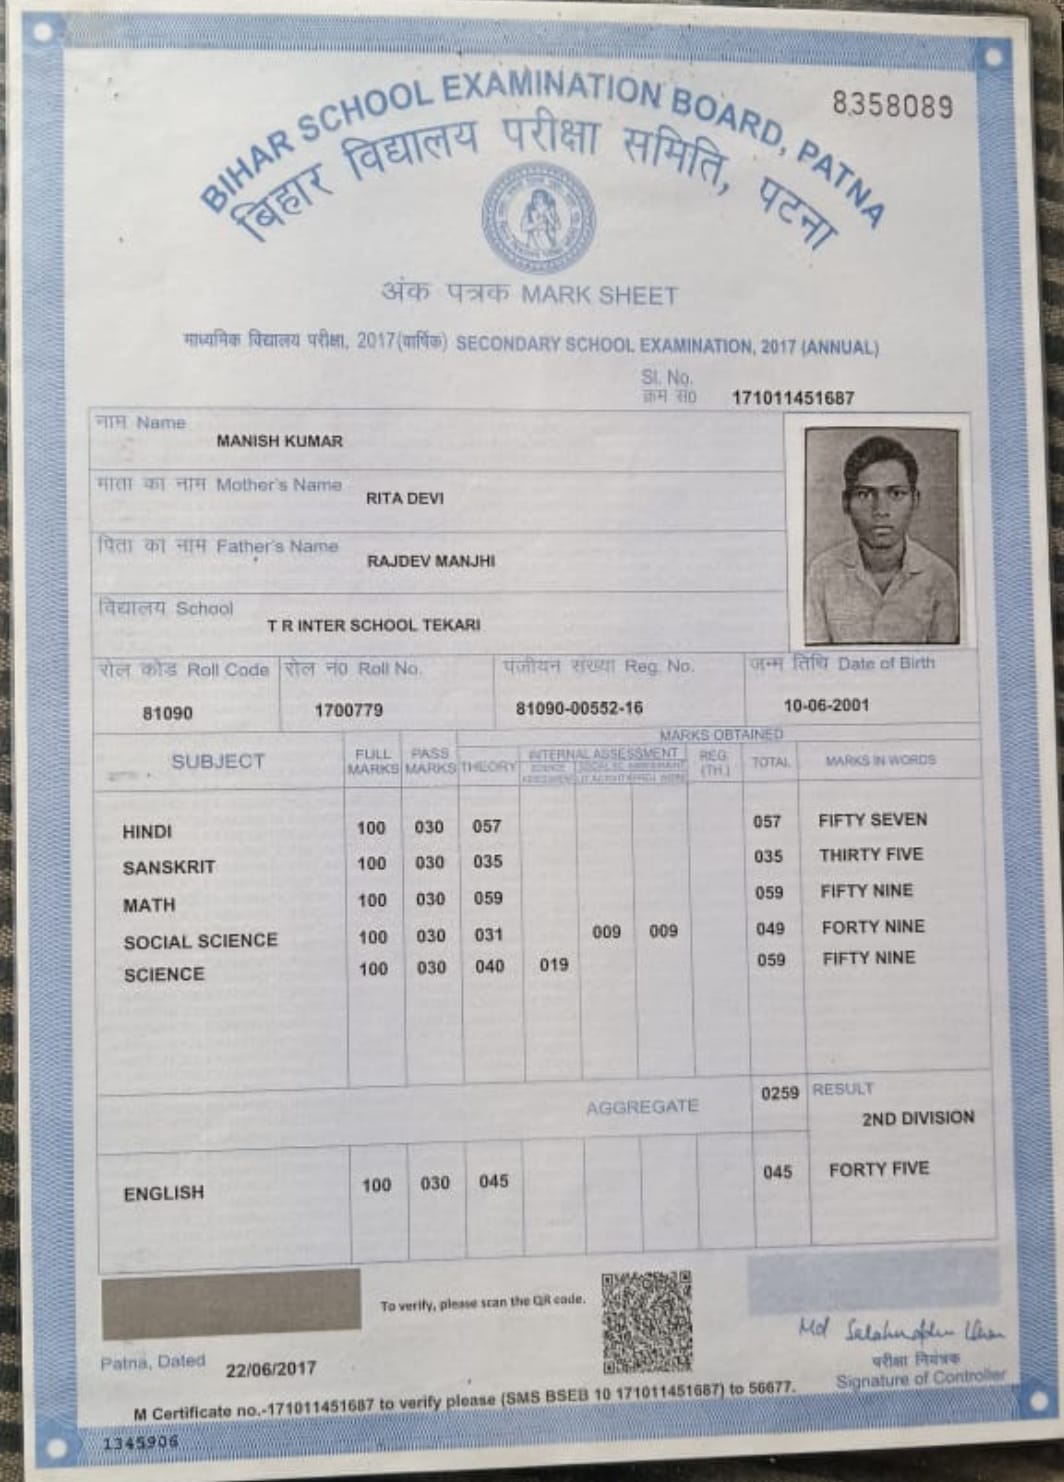 8358089
BIHAR SCHOOL EXAMINATION BOARD, PATNA
बिहार विद्यालय परीक्षा समिति, पटना
अंक पत्रक MARK SHEET
माध्यमिक विद्यालय परीक्षा, 2017(वार्षिक) SECONDARY SCHOOL EXAMINATION, 2017 (ANNUAL)
Sl. No.
क्रम सं0 171011451687
नाम Name
MANISH KUMAR
माता का नाम Mother's Name
RITA DEVI
पिता का नाम Father's Name
RAJDEV MANJHI
विद्यालय School
T R INTER SCHOOL TEKARI
रोल कोड Roll Code रोल नं0 Roll No. पंजीयन संख्या Reg. No. जन्म तिथि Date of Birth
81090 1700779 81090-00552-16 10-06-2001
MARKS OBTAINED
SUBJECT FULL MARKS PASS MARKS THEORY INTERNAL ASSESSMENT REG. (TH.) TOTAL MARKS IN WORDS
HINDI 100 030 057 057 FIFTY SEVEN
SANSKRIT 100 030 035 035 THIRTY FIVE
MATH 100 030 059 059 FIFTY NINE
SOCIAL SCIENCE 100 030 031 009 009 049 FORTY NINE
SCIENCE 100 030 040 019 059 FIFTY NINE
AGGREGATE 0259 RESULT
2ND DIVISION
ENGLISH 100 030 045 045 FORTY FIVE
To verify, please scan the QR code.
Patna, Dated 22/06/2017
परीक्षा नियंत्रक
Signature of Controller
M Certificate no.-171011451687 to verify please (SMS BSEB 10 171011451687) to 56677.
1345906